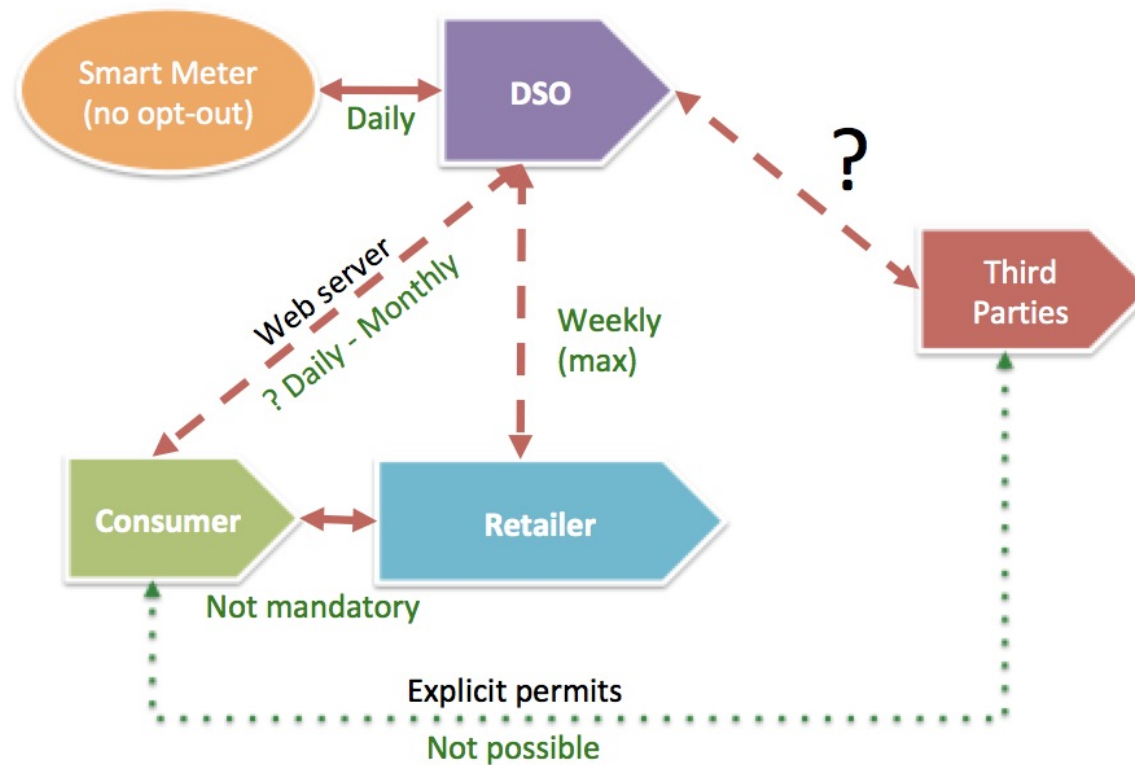 Smart Meter
(no opt-out)
DSO
Daily
?
Third
Parties
Web server
? Daily - Monthly
Weekly
(max)
Consumer
Retailer
Not mandatory
Explicit permits
Not possible